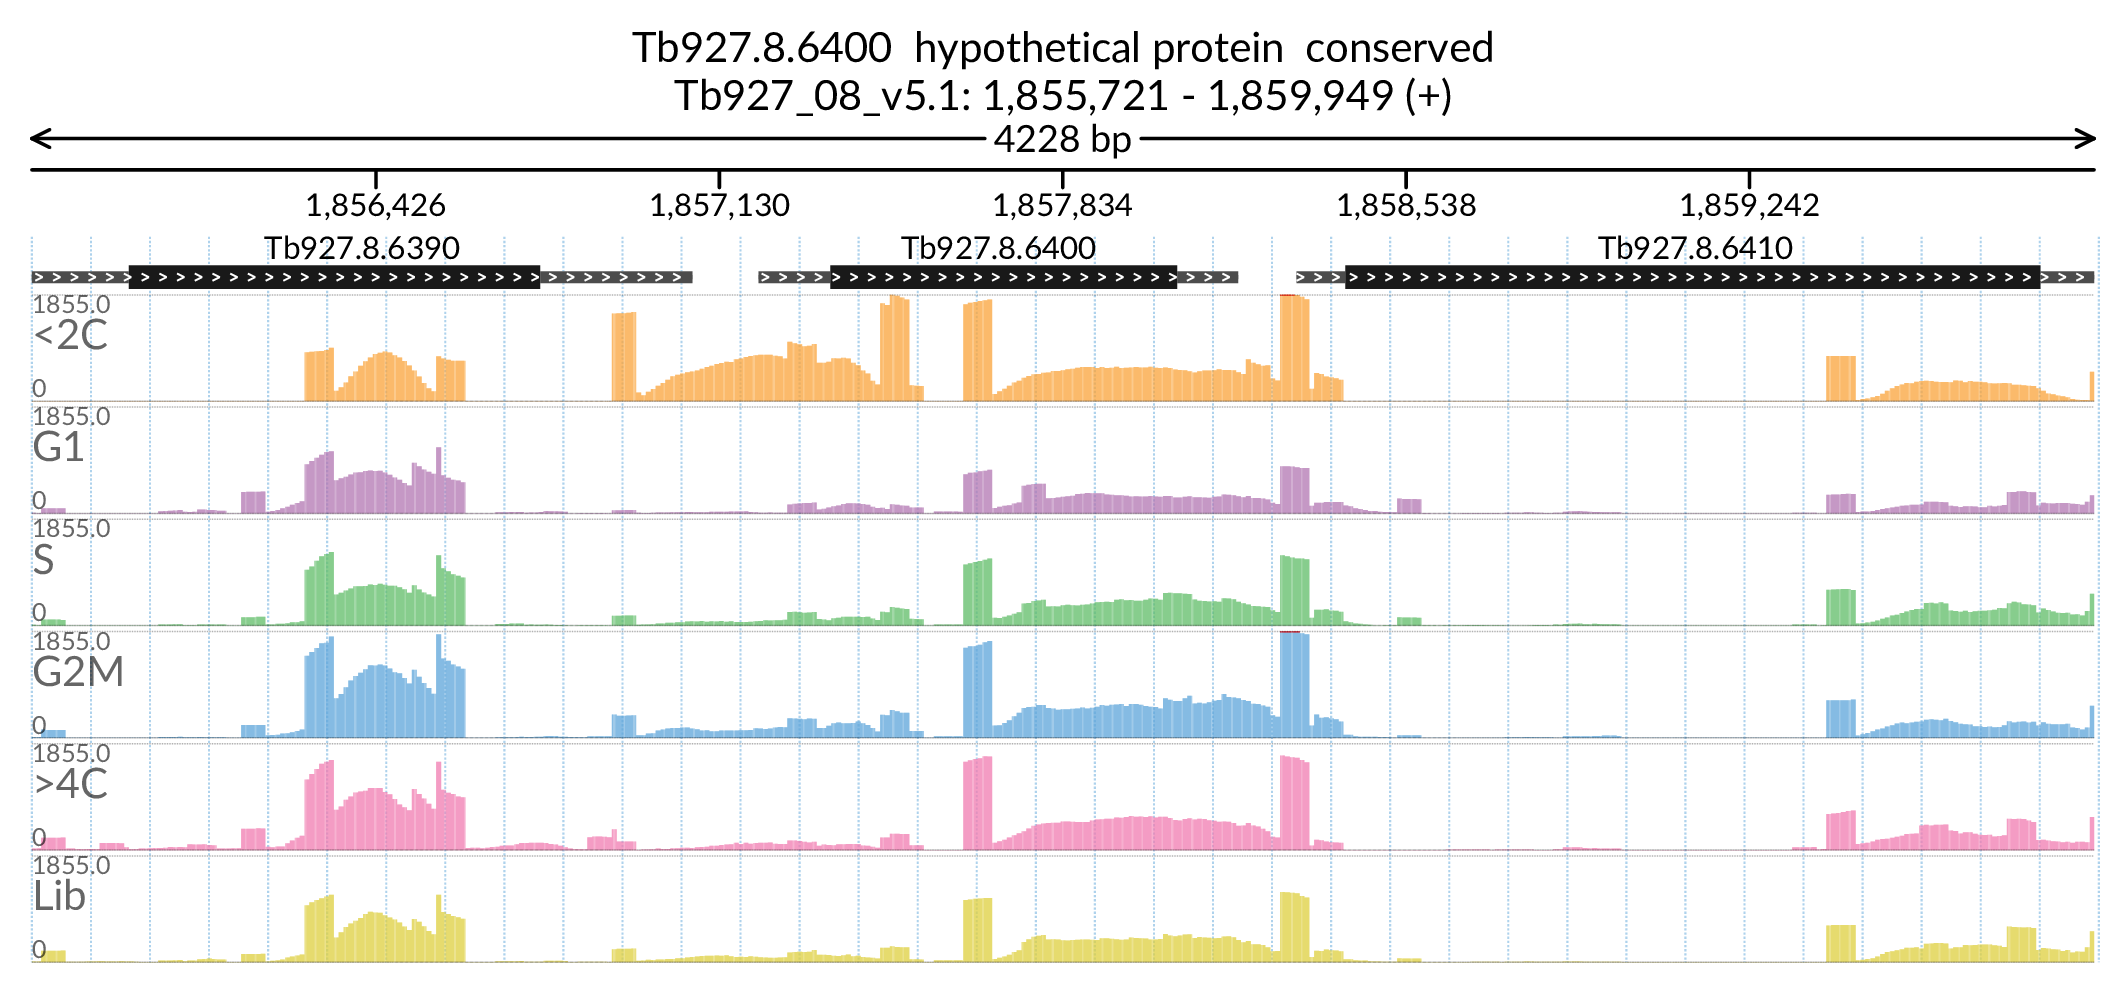 Tb927.8.6400 hypothetical protein conserved
Tb927_08_v5.1: 1,855,721 - 1,859,949 (+)
4228 bp
1,856,426 1,857,130 1,857,834 1,858,538 1,859,242
Tb927.8.6390 Tb927.8.6400 Tb927.8.6410
1855.0
<2C
0
1855.0
G1
0
1855.0
S
0
1855.0
G2M
0
1855.0
>4C
0
1855.0
Lib
0